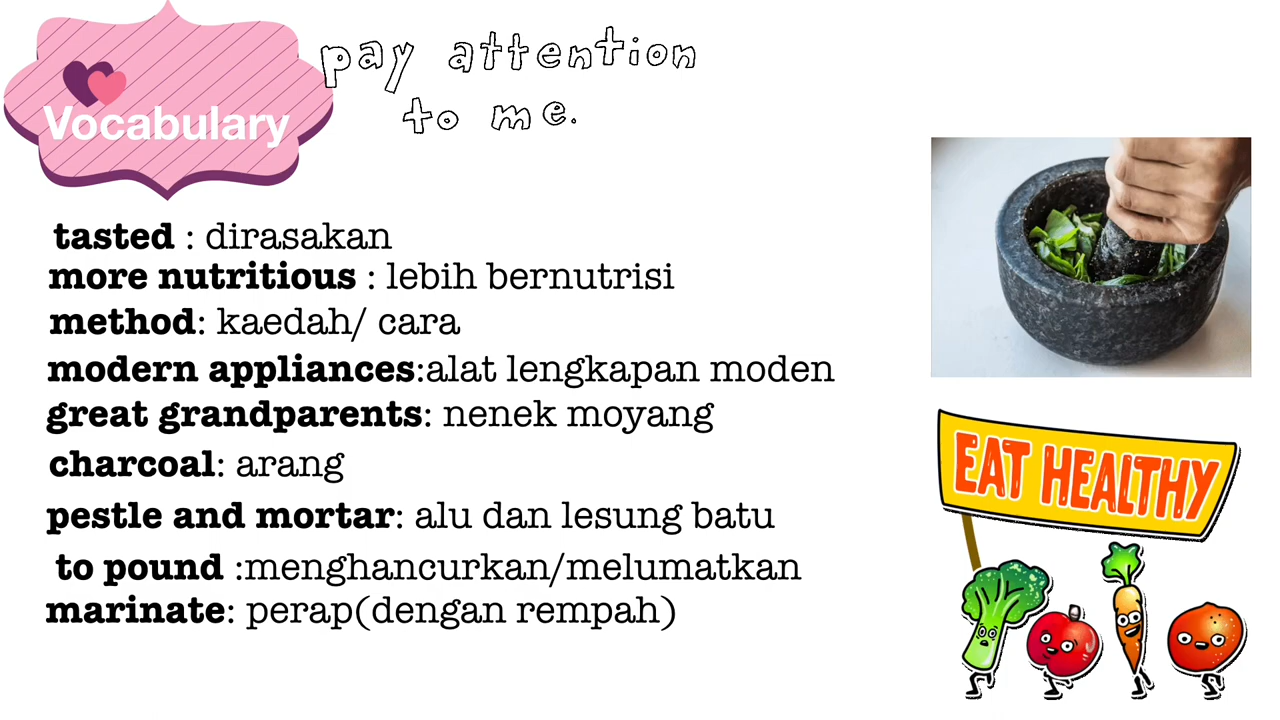 Vocabulary
pay attention
to me.
tasted : dirasakan
more nutritious : lebih bernutrisi
method: kaedah/ cara
modern appliances:alat lengkapan moden
great grandparents: nenek moyang
charcoal: arang
pestle and mortar: alu dan lesung batu
to pound :menghancurkan/melumatkan
marinate: perap(dengan rempah)
EAT HEALTHY